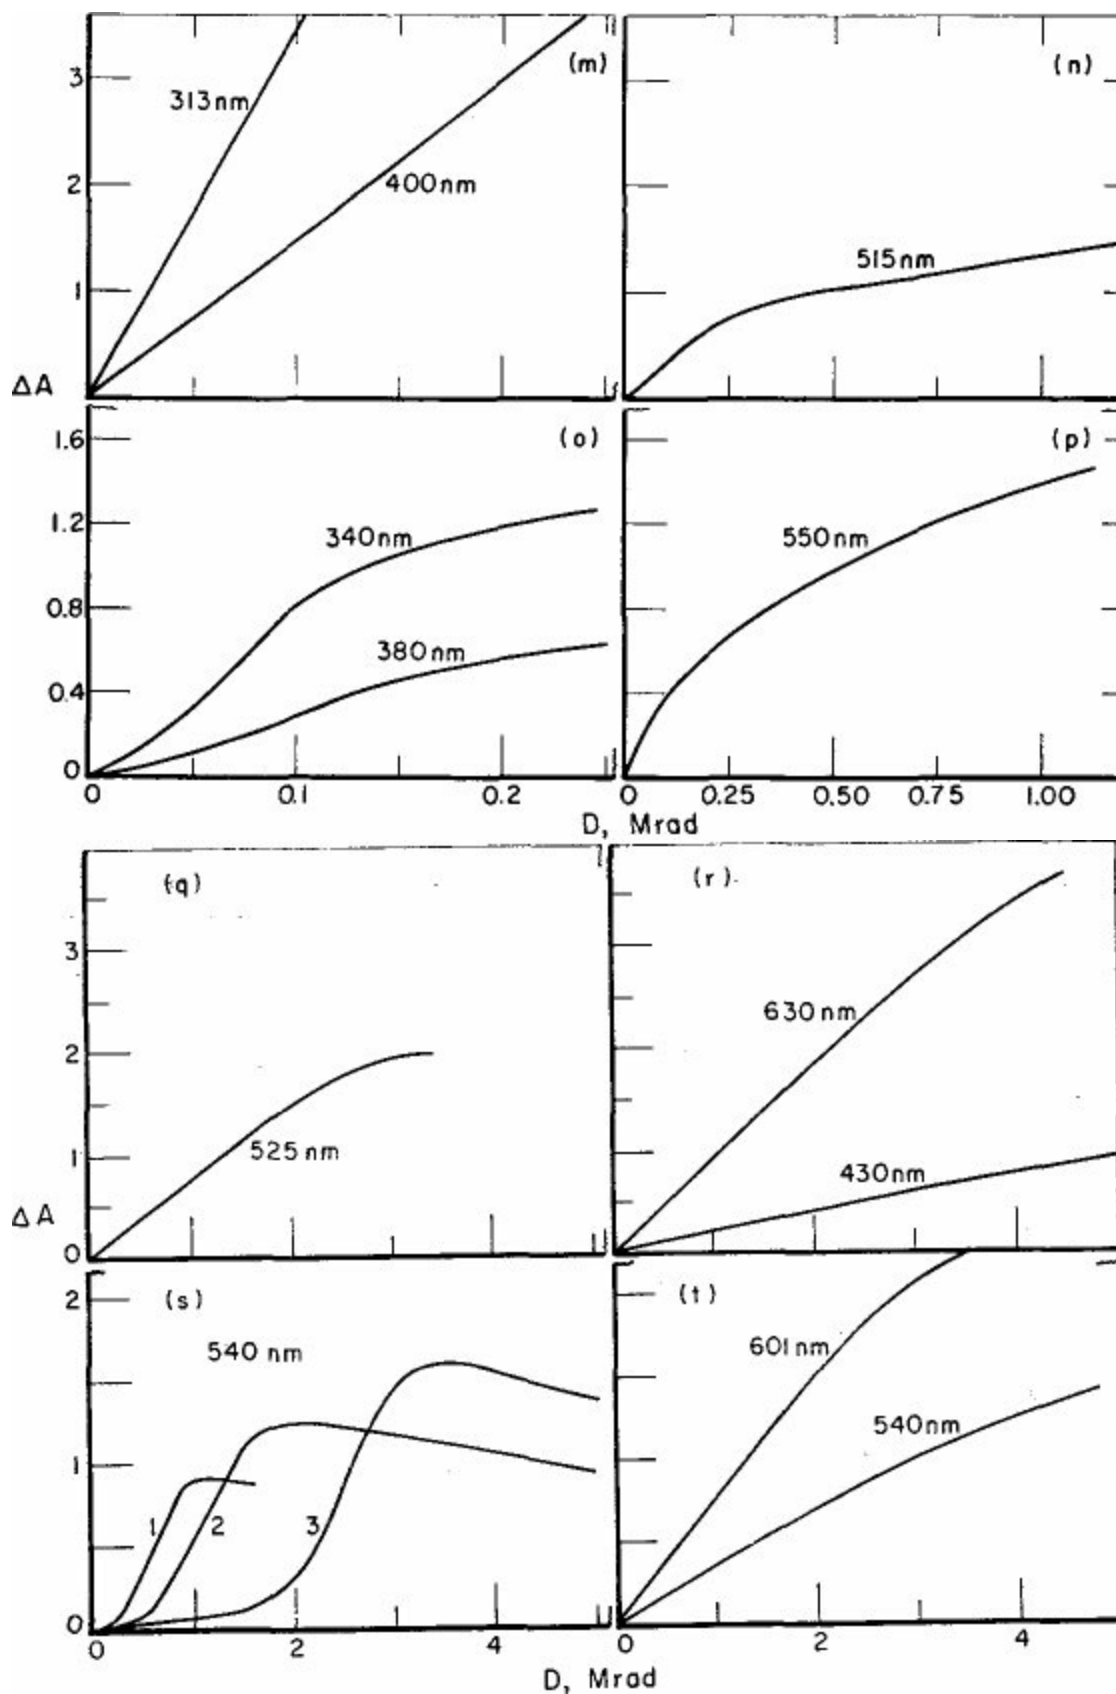 (m)
(n)
3
313nm
2
400nm
515nm
1
ΔA
1.6
(o)
(p)
1.2
340nm
550nm
0.8
380nm
0.4
0
0 0.1 0.2
0 0.25 0.50 0.75 1.00
D, Mrad
(q)
(r)
3
630nm
2
525nm
1
430nm
ΔA
0
2
(s)
(t)
540 nm
601nm
540nm
1
1 2 3
0
0 2 4
0 2 4
D, Mrad